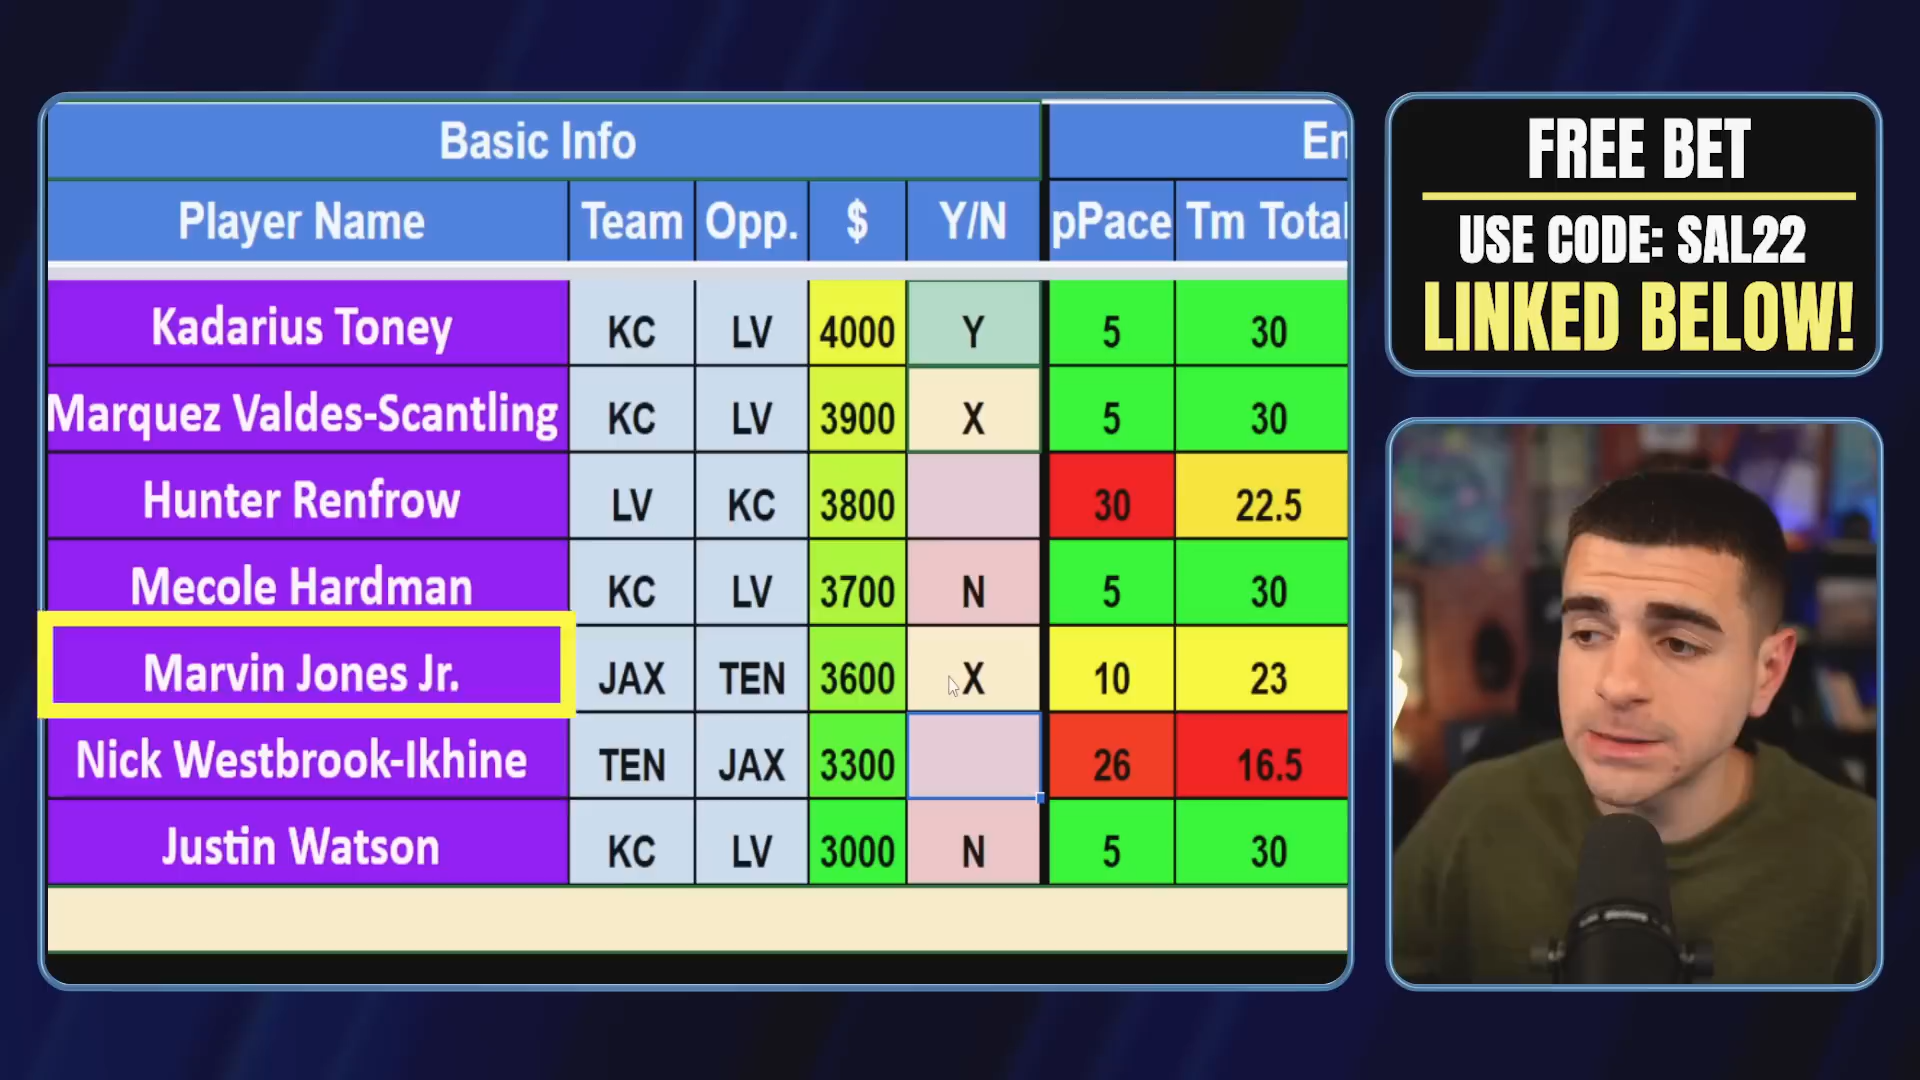 Basic Info
En
Player Name Team Opp. $ Y/N pPace Tm Total
Kadarius Toney KC LV 4000 Y 5 30
Marquez Valdes-Scantling KC LV 3900 X 5 30
Hunter Renfrow LV KC 3800 30 22.5
Mecole Hardman KC LV 3700 N 5 30
Marvin Jones Jr. JAX TEN 3600 X 10 23
Nick Westbrook-Ikhine TEN JAX 3300 26 16.5
Justin Watson KC LV 3000 N 5 30
FREE BET
USE CODE: SAL22
LINKED BELOW!